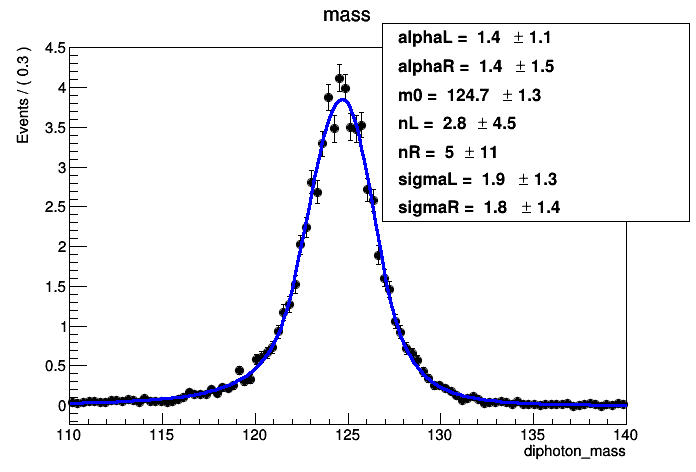 mass
alphaL = 1.4 ± 1.1
alphaR = 1.4 ± 1.5
m0 = 124.7 ± 1.3
nL = 2.8 ± 4.5
nR = 5 ± 11
sigmaL = 1.9 ± 1.3
sigmaR = 1.8 ± 1.4
Events / ( 0.3 )
4.5
4
3.5
3
2.5
2
1.5
1
0.5
0
110 115 120 125 130 135 140
diphoton_mass